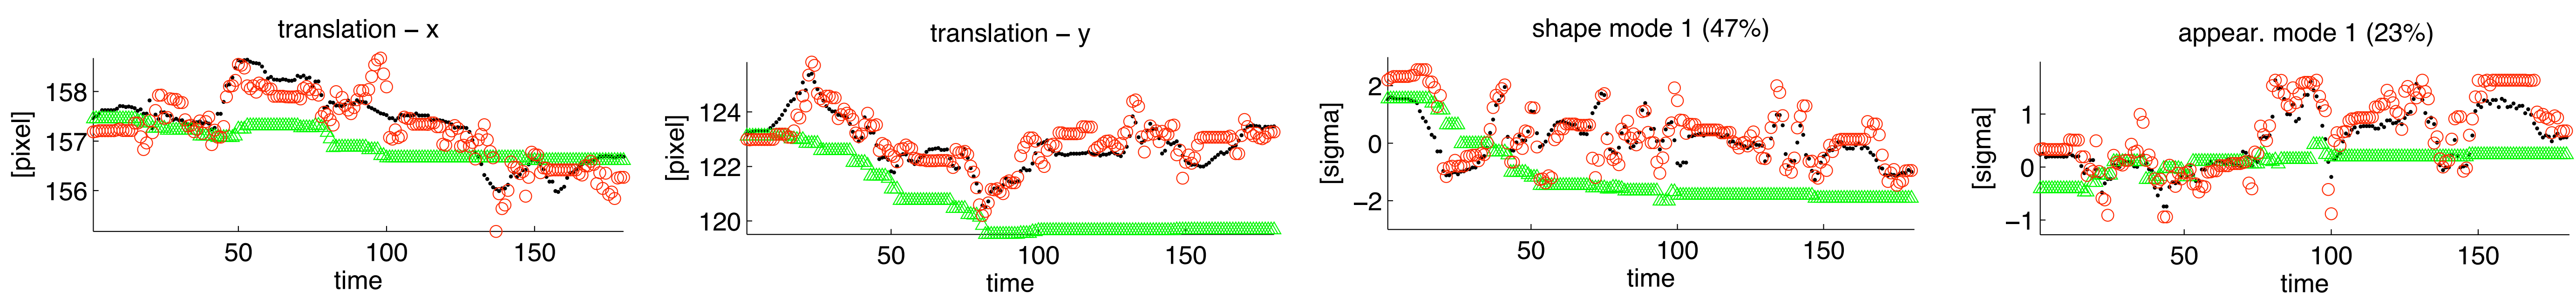 translation – x
[pixel]
158
157
156
50 100 150
time
translation – y
[pixel]
124
122
120
50 100 150
time
shape mode 1 (47%)
[sigma]
2
0
−2
50 100 150
time
appear. mode 1 (23%)
[sigma]
1
0
−1
50 100 150
time